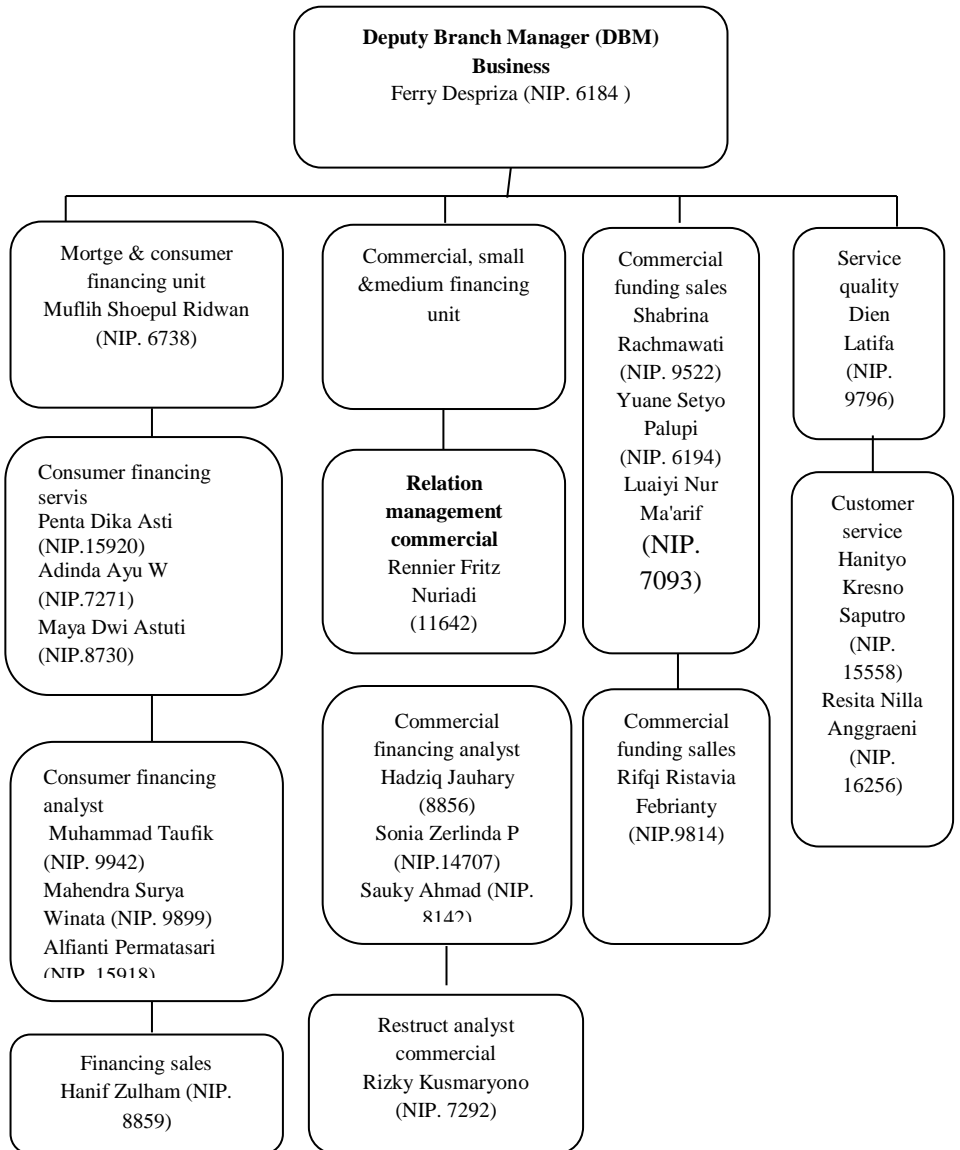 Deputy Branch Manager (DBM)
Business
Ferry Despriza (NIP. 6184 )
Mortge & consumer
financing unit
Muflih Shoepul Ridwan
(NIP. 6738)
Commercial, small
&medium financing
unit
Commercial
funding sales
Shabrina
Rachmawati
(NIP. 9522)
Yuane Setyo
Palupi
(NIP. 6194)
Luaiyi Nur
Ma'arif
(NIP.
7093)
Service
quality
Dien
Latifa
(NIP.
9796)
Consumer financing
servis
Penta Dika Asti
(NIP.15920)
Adinda Ayu W
(NIP.7271)
Maya Dwi Astuti
(NIP.8730)
Relation
management
commercial
Rennier Fritz
Nuriadi
(11642)
Customer
service
Hanityo
Kresno
Saputro
(NIP.
15558)
Resita Nilla
Anggraeni
(NIP.
16256)
Consumer financing
analyst
Muhammad Taufik
(NIP. 9942)
Mahendra Surya
Winata (NIP. 9899)
Alfianti Permatasari
(NIP. 15918)
Commercial
financing analyst
Hadziq Jauhary
(8856)
Sonia Zerlinda P
(NIP.14707)
Sauky Ahmad (NIP.
8142)
Commercial
funding salles
Rifqi Ristavia
Febrianty
(NIP.9814)
Financing sales
Hanif Zulham (NIP.
8859)
Restruct analyst
commercial
Rizky Kusmaryono
(NIP. 7292)